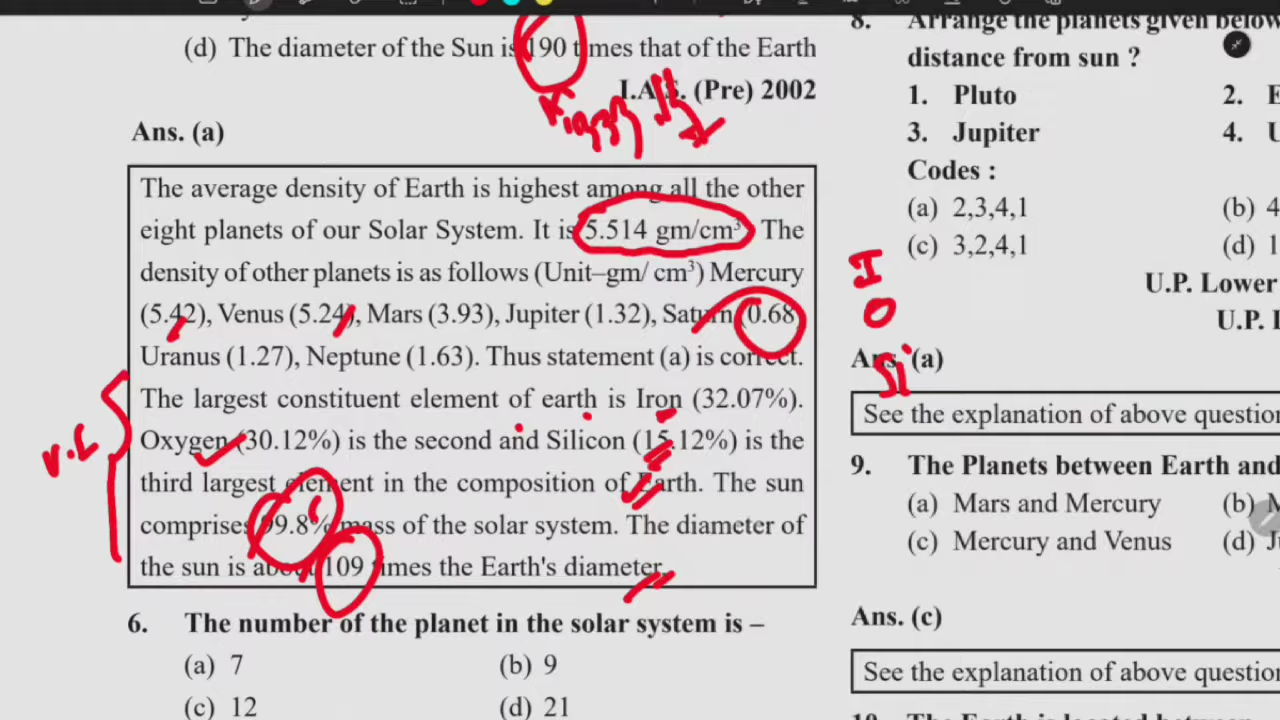 (d) The diameter of the Sun is 190 times that of the Earth
I.A.S. (Pre) 2002
Ans. (a)
The average density of Earth is highest among all the other
eight planets of our Solar System. It is 5.514 gm/cm³. The
density of other planets is as follows (Unit–gm/ cm³) Mercury
(5.42), Venus (5.24), Mars (3.93), Jupiter (1.32), Saturn (0.68)
Uranus (1.27), Neptune (1.63). Thus statement (a) is correct.
The largest constituent element of earth is Iron (32.07%).
Oxygen (30.12%) is the second and Silicon (15.12%) is the
third largest element in the composition of Earth. The sun
comprises 99.8% mass of the solar system. The diameter of
the sun is about 109 times the Earth's diameter.
V.C
6. The number of the planet in the solar system is –
(a) 7 (b) 9
(c) 12 (d) 21
8. Arrange the planets given below
distance from sun ?
1. Pluto 2. E
3. Jupiter 4. U
Codes :
(a) 2,3,4,1 (b) 4
(c) 3,2,4,1 (d) 1
I
O
Si
U.P. Lower
U.P.
Ans. (a)
See the explanation of above question
9. The Planets between Earth and
(a) Mars and Mercury (b) M
(c) Mercury and Venus (d) J
Ans. (c)
See the explanation of above question
10. The Earth is located between